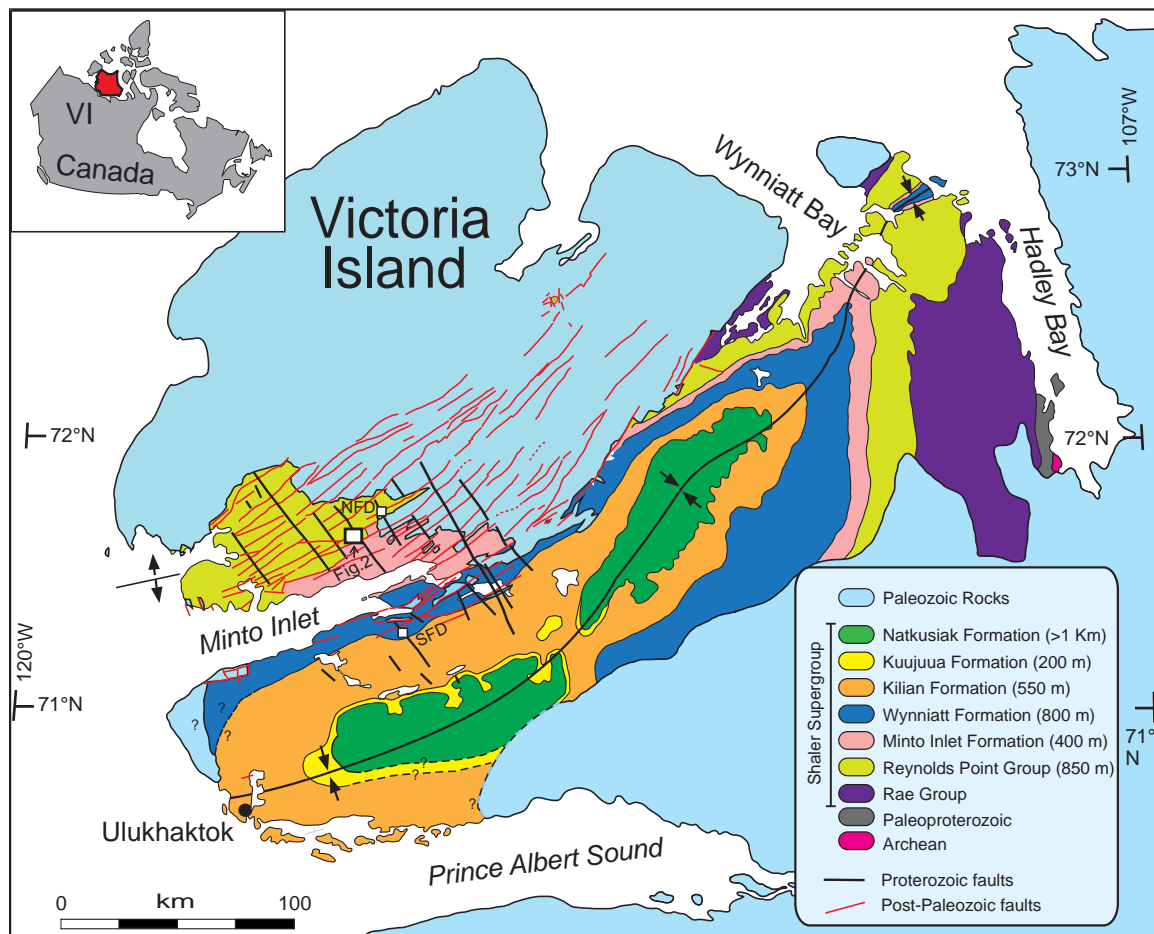 VI
Canada
Victoria
Island
Wynniatt Bay
Hadley Bay
107°W
73°N
72°N
72°N
NFD
Fig.2
Minto Inlet
SFD
120°W
71°N
71°
N
?
?
?
?
?
?
Ulukhaktok
Prince Albert Sound
0 km 100
Paleozoic Rocks
Shaler Supergroup
Natkusiak Formation (>1 Km)
Kuujuua Formation (200 m)
Kilian Formation (550 m)
Wynniatt Formation (800 m)
Minto Inlet Formation (400 m)
Reynolds Point Group (850 m)
Rae Group
Paleoproterozoic
Archean
Proterozoic faults
Post-Paleozoic faults